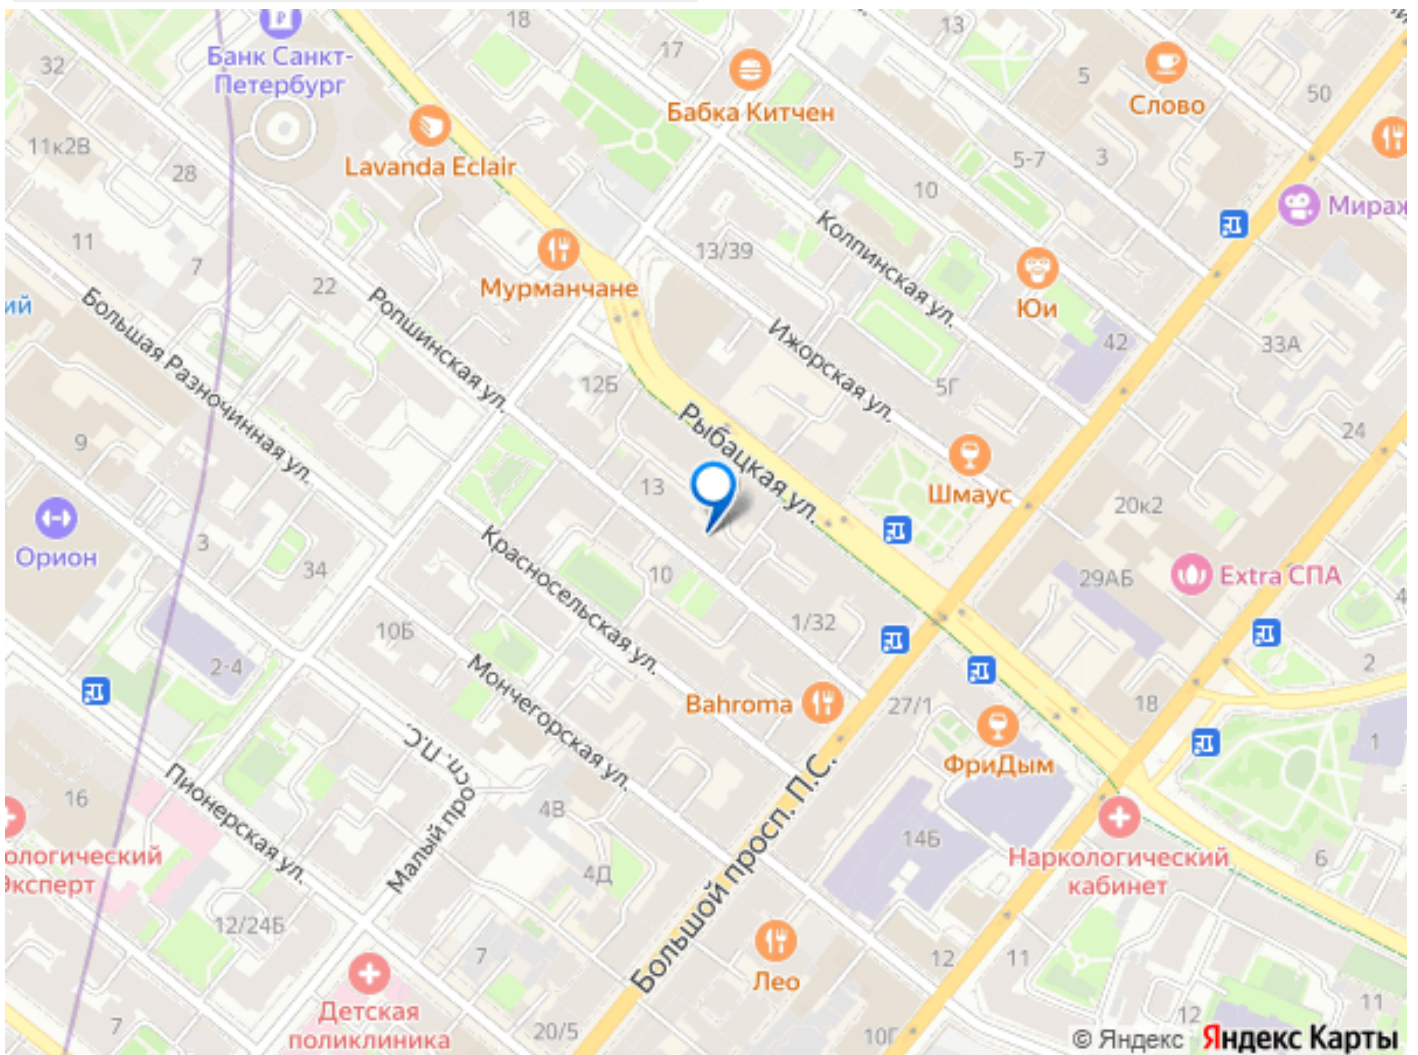 18
13
32
Банк Санкт-
Петербург
17
5
50
Бабка Китчен
Слово
11к2В
28
Lavanda Eclair
5-7
3
10
Мираж
11
7
22
Мурманчане
13/39
Колпинская ул.
Юи
42
33А
ий
Большая Разночинная ул.
Ропшинская ул.
Ижорская ул.
12Б
5Г
9
Рыбацкая ул.
24
13
Шмаус
20к2
Орион
3
34
Красносельская ул.
10
29АБ
Extra СПА
4
10Б
1/32
2-4
Мончегорская ул.
Bahroma
27/1
18
2
1
Малый просп. П.С.
ФриДым
Пионерская ул.
16
4В
14Б
Большой просп. П.С.
Наркологический
кабинет
6
ологический
Эксперт
4Д
12/24Б
7
Лео
12
11
11
Детская
поликлиника
7
20/5
10Г
12
© Яндекс Яндекс Карты